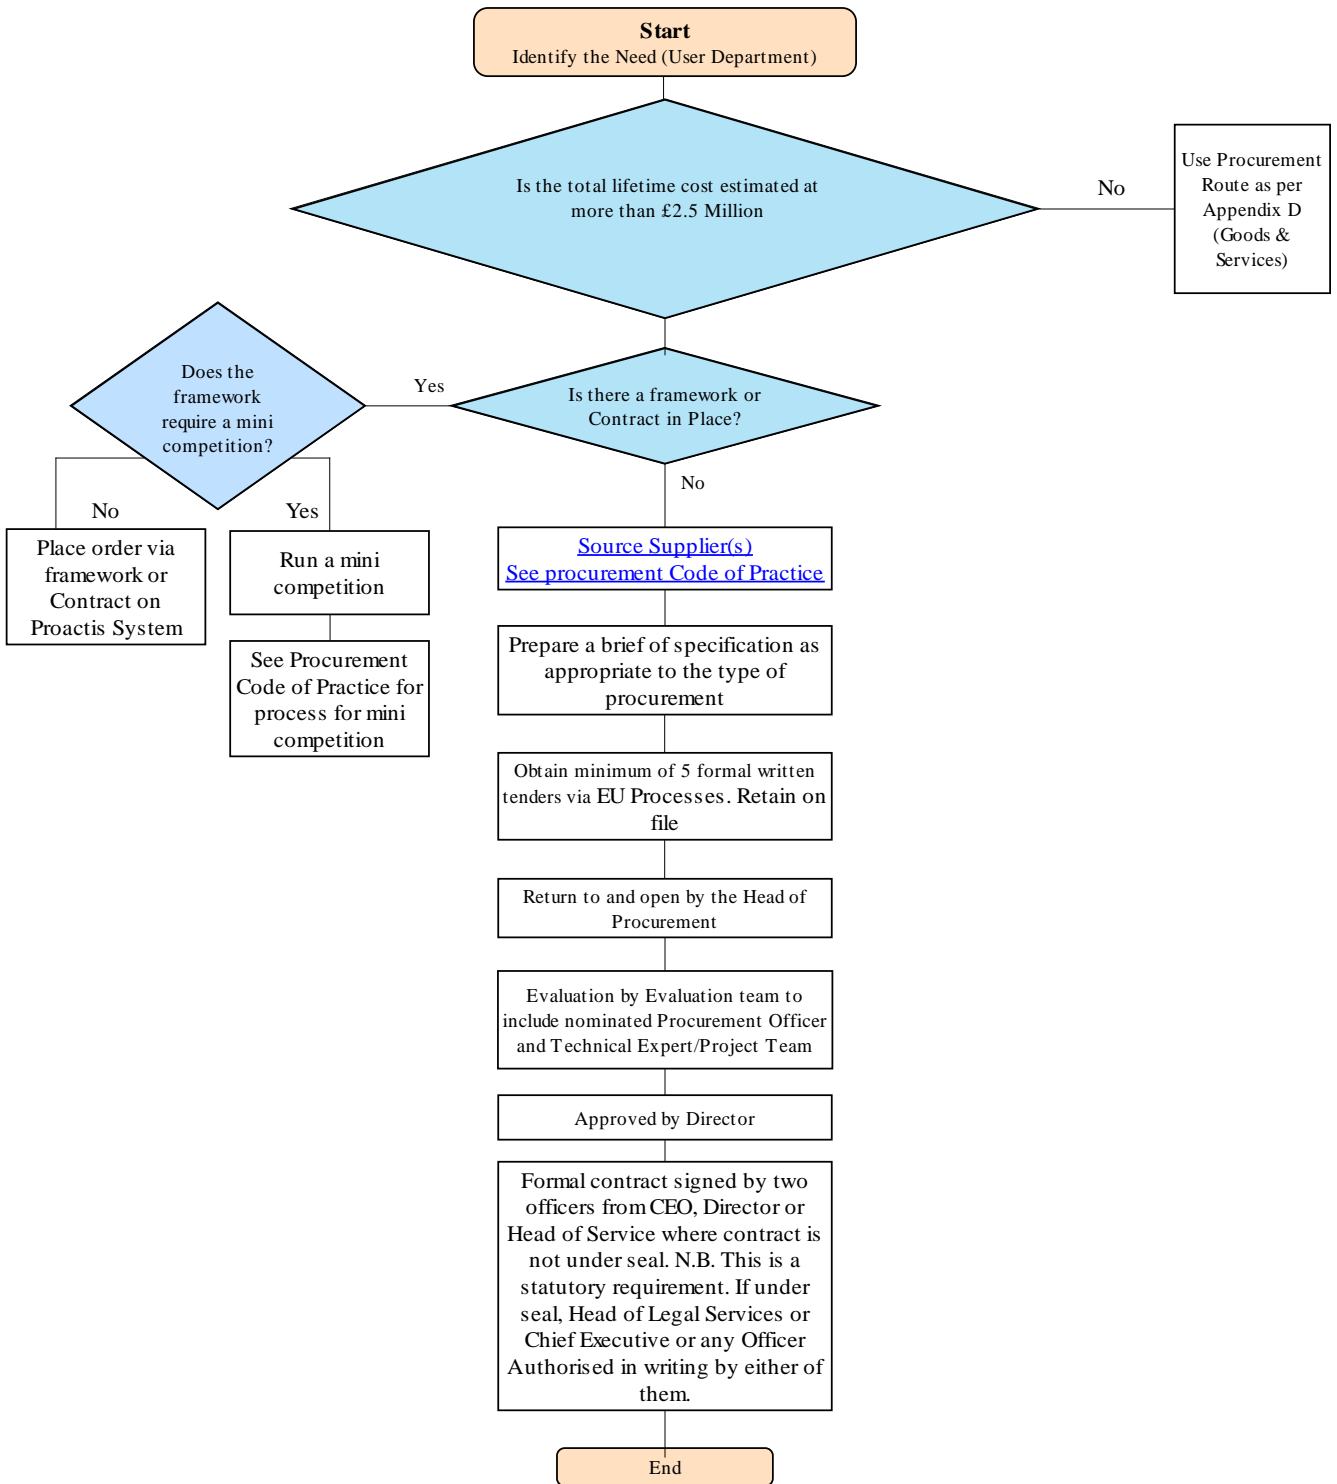 Start
Identify the Need (User Department)
Is the total lifetime cost estimated at
more than £2.5 Million
No
Use Procurement
Route as per
Appendix D
(Goods &
Services)
Does the
framework
require a mini
competition?
Yes
Is there a framework or
Contract in Place?
No
No
Yes
Place order via
framework or
Contract on
Proactis System
Run a mini
competition
See Procurement
Code of Practice for
process for mini
competition
Source Supplier(s)
See procurement Code of Practice
Prepare a brief of specification as
appropriate to the type of
procurement
Obtain minimum of 5 formal written
tenders via EU Processes. Retain on
file
Return to and open by the Head of
Procurement
Evaluation by Evaluation team to
include nominated Procurement Officer
and Technical Expert/Project Team
Approved by Director
Formal contract signed by two
officers from CEO, Director or
Head of Service where contract is
not under seal. N.B. This is a
statutory requirement. If under
seal, Head of Legal Services or
Chief Executive or any Officer
Authorised in writing by either of
them.
End